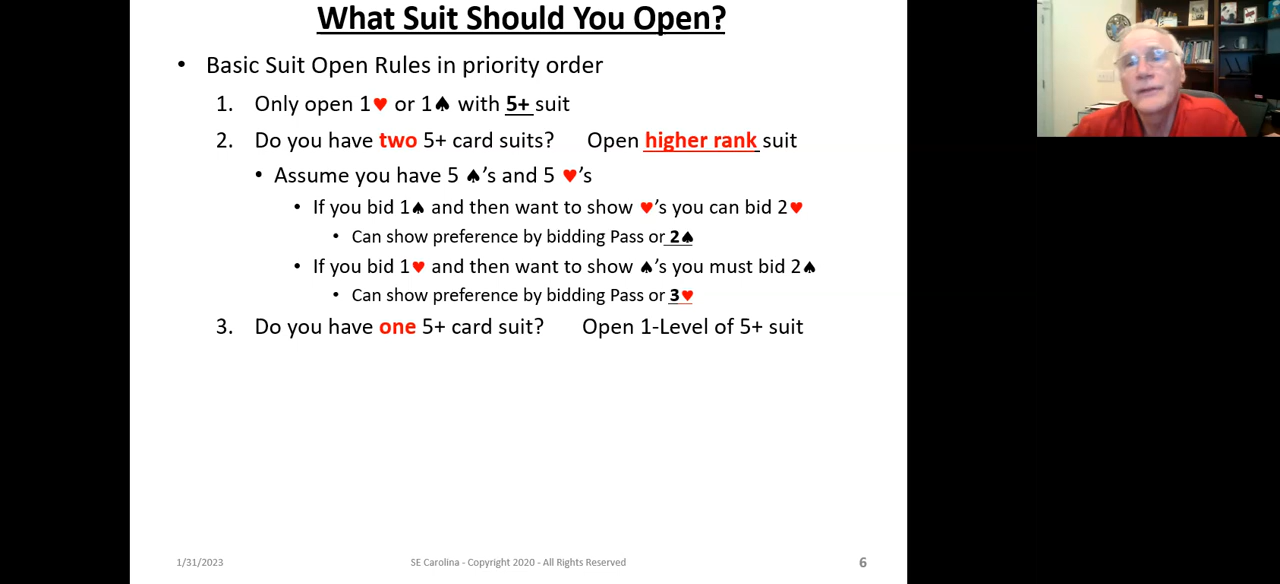 What Suit Should You Open?
• Basic Suit Open Rules in priority order
1. Only open 1♥ or 1♠ with 5+ suit
2. Do you have two 5+ card suits? Open higher rank suit
• Assume you have 5 ♠'s and 5 ♥'s
• If you bid 1♠ and then want to show ♥'s you can bid 2♥
• Can show preference by bidding Pass or 2♠
• If you bid 1♥ and then want to show ♠'s you must bid 2♠
• Can show preference by bidding Pass or 3♥
3. Do you have one 5+ card suit? Open 1-Level of 5+ suit
1/31/2023 SE Carolina - Copyright 2020 - All Rights Reserved 6